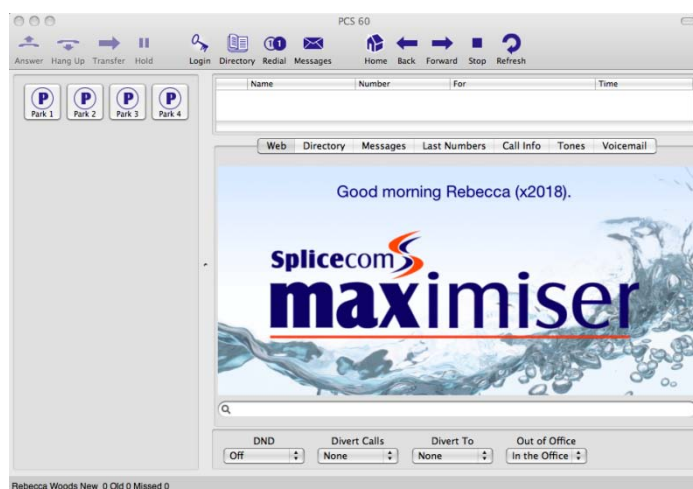 PCS 60
Answer Hang Up Transfer Hold Login Directory Redial Messages Home Back Forward Stop Refresh
P P P P
Park 1 Park 2 Park 3 Park 4
Name Number For Time
Web Directory Messages Last Numbers Call Info Tones Voicemail
Good morning Rebecca (x2018).
Splicecom
maximiser
DND Divert Calls Divert To Out of Office
Off None None In the Office
Rebecca Woods New 0 Old 0 Missed 0